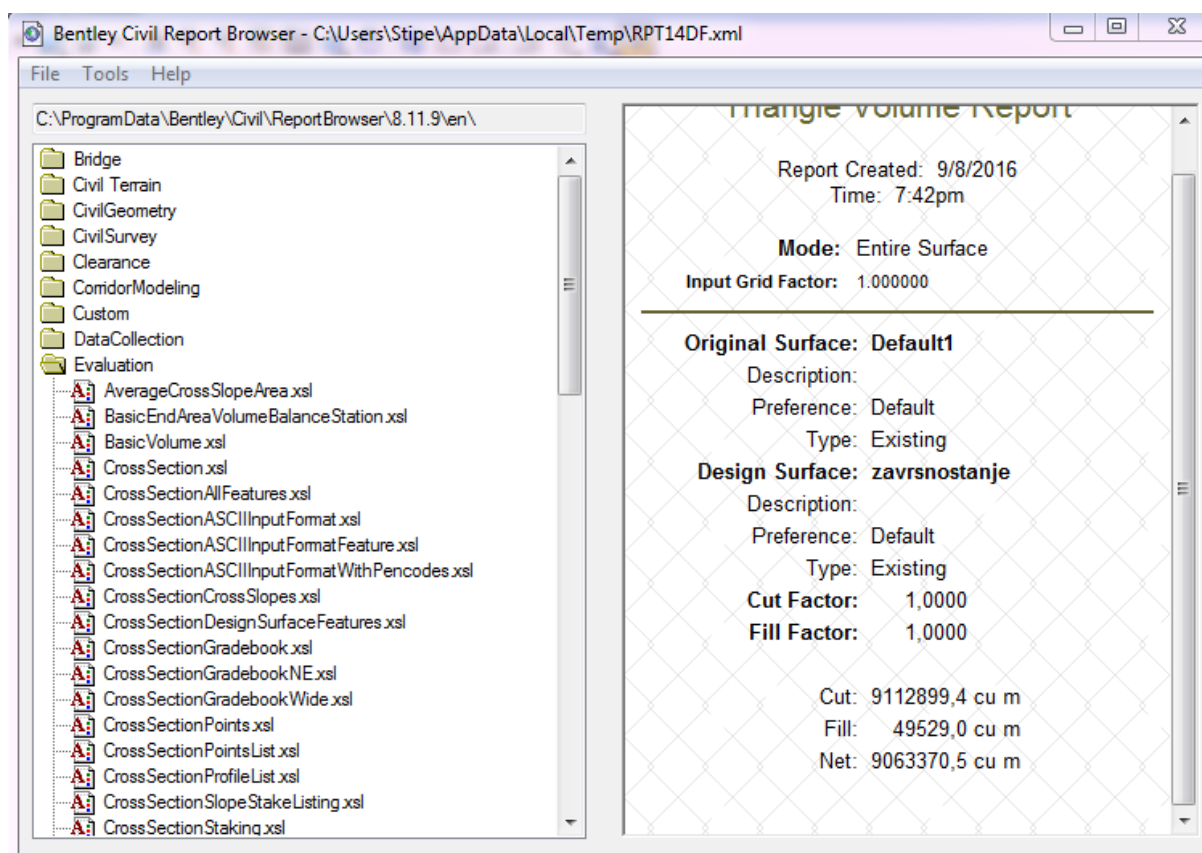 Bentley Civil Report Browser - C:\Users\Stipe\AppData\Local\Temp\RPT14DF.xml
File Tools Help
C:\ProgramData\Bentley\Civil\ReportBrowser\8.11.9\en\
Bridge
Civil Terrain
CivilGeometry
CivilSurvey
Clearance
CorridorModeling
Custom
DataCollection
Evaluation
AverageCrossSlopeArea.xsl
BasicEndAreaVolumeBalanceStation.xsl
BasicVolume.xsl
CrossSection.xsl
CrossSectionAllFeatures.xsl
CrossSectionASCIIInputFormat.xsl
CrossSectionASCIIInputFormatFeature.xsl
CrossSectionASCIIInputFormatWithPencodes.xsl
CrossSectionCrossSlopes.xsl
CrossSectionDesignSurfaceFeatures.xsl
CrossSectionGradebook.xsl
CrossSectionGradebookNE.xsl
CrossSectionGradebookWide.xsl
CrossSectionPoints.xsl
CrossSectionPointsList.xsl
CrossSectionProfileList.xsl
CrossSectionSlopeStakeListing.xsl
CrossSectionStaking.xsl
Triangle Volume Report
Report Created: 9/8/2016
Time: 7:42pm
Mode: Entire Surface
Input Grid Factor: 1.000000
Original Surface: Default1
Description:
Preference: Default
Type: Existing
Design Surface: zavrsnostanje
Description:
Preference: Default
Type: Existing
Cut Factor: 1,0000
Fill Factor: 1,0000
Cut: 9112899,4 cu m
Fill: 49529,0 cu m
Net: 9063370,5 cu m